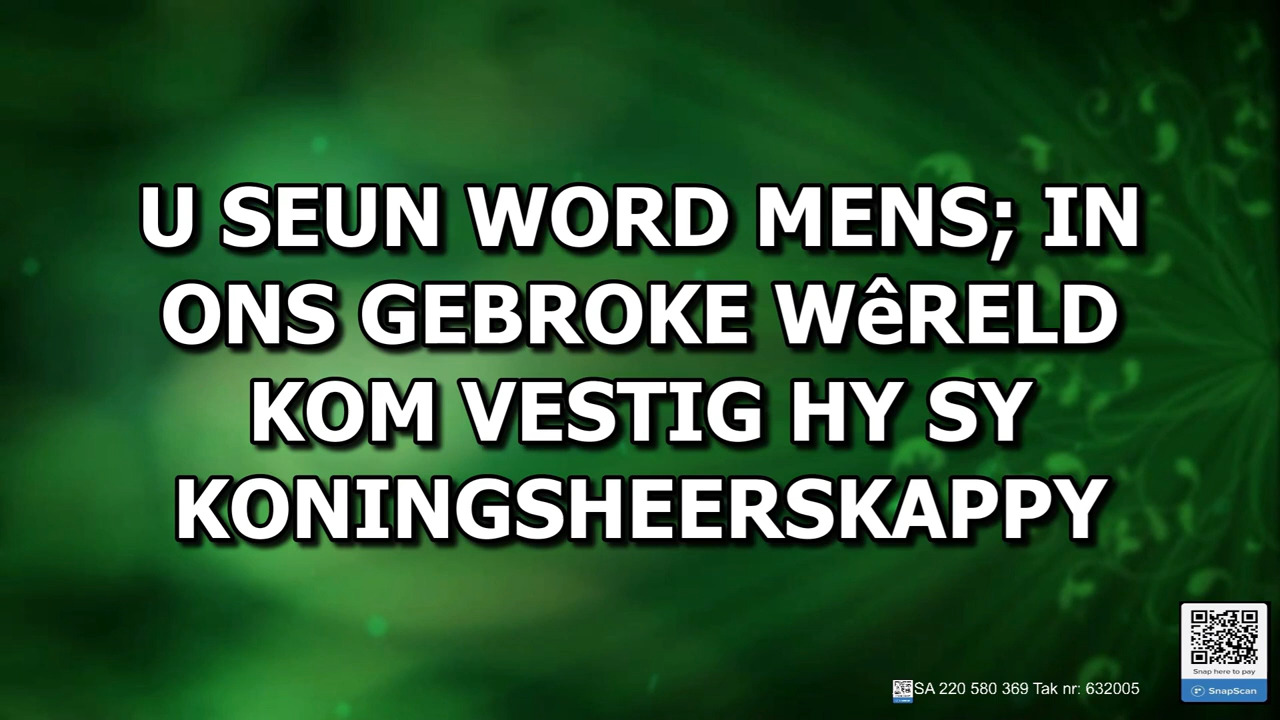 U SEUN WORD MENS; IN
ONS GEBROKE WêRELD
KOM VESTIG HY SY
KONINGSHEERSKAPPY
Snap here to pay
SnapScan
SA 220 580 369 Tak nr: 632005